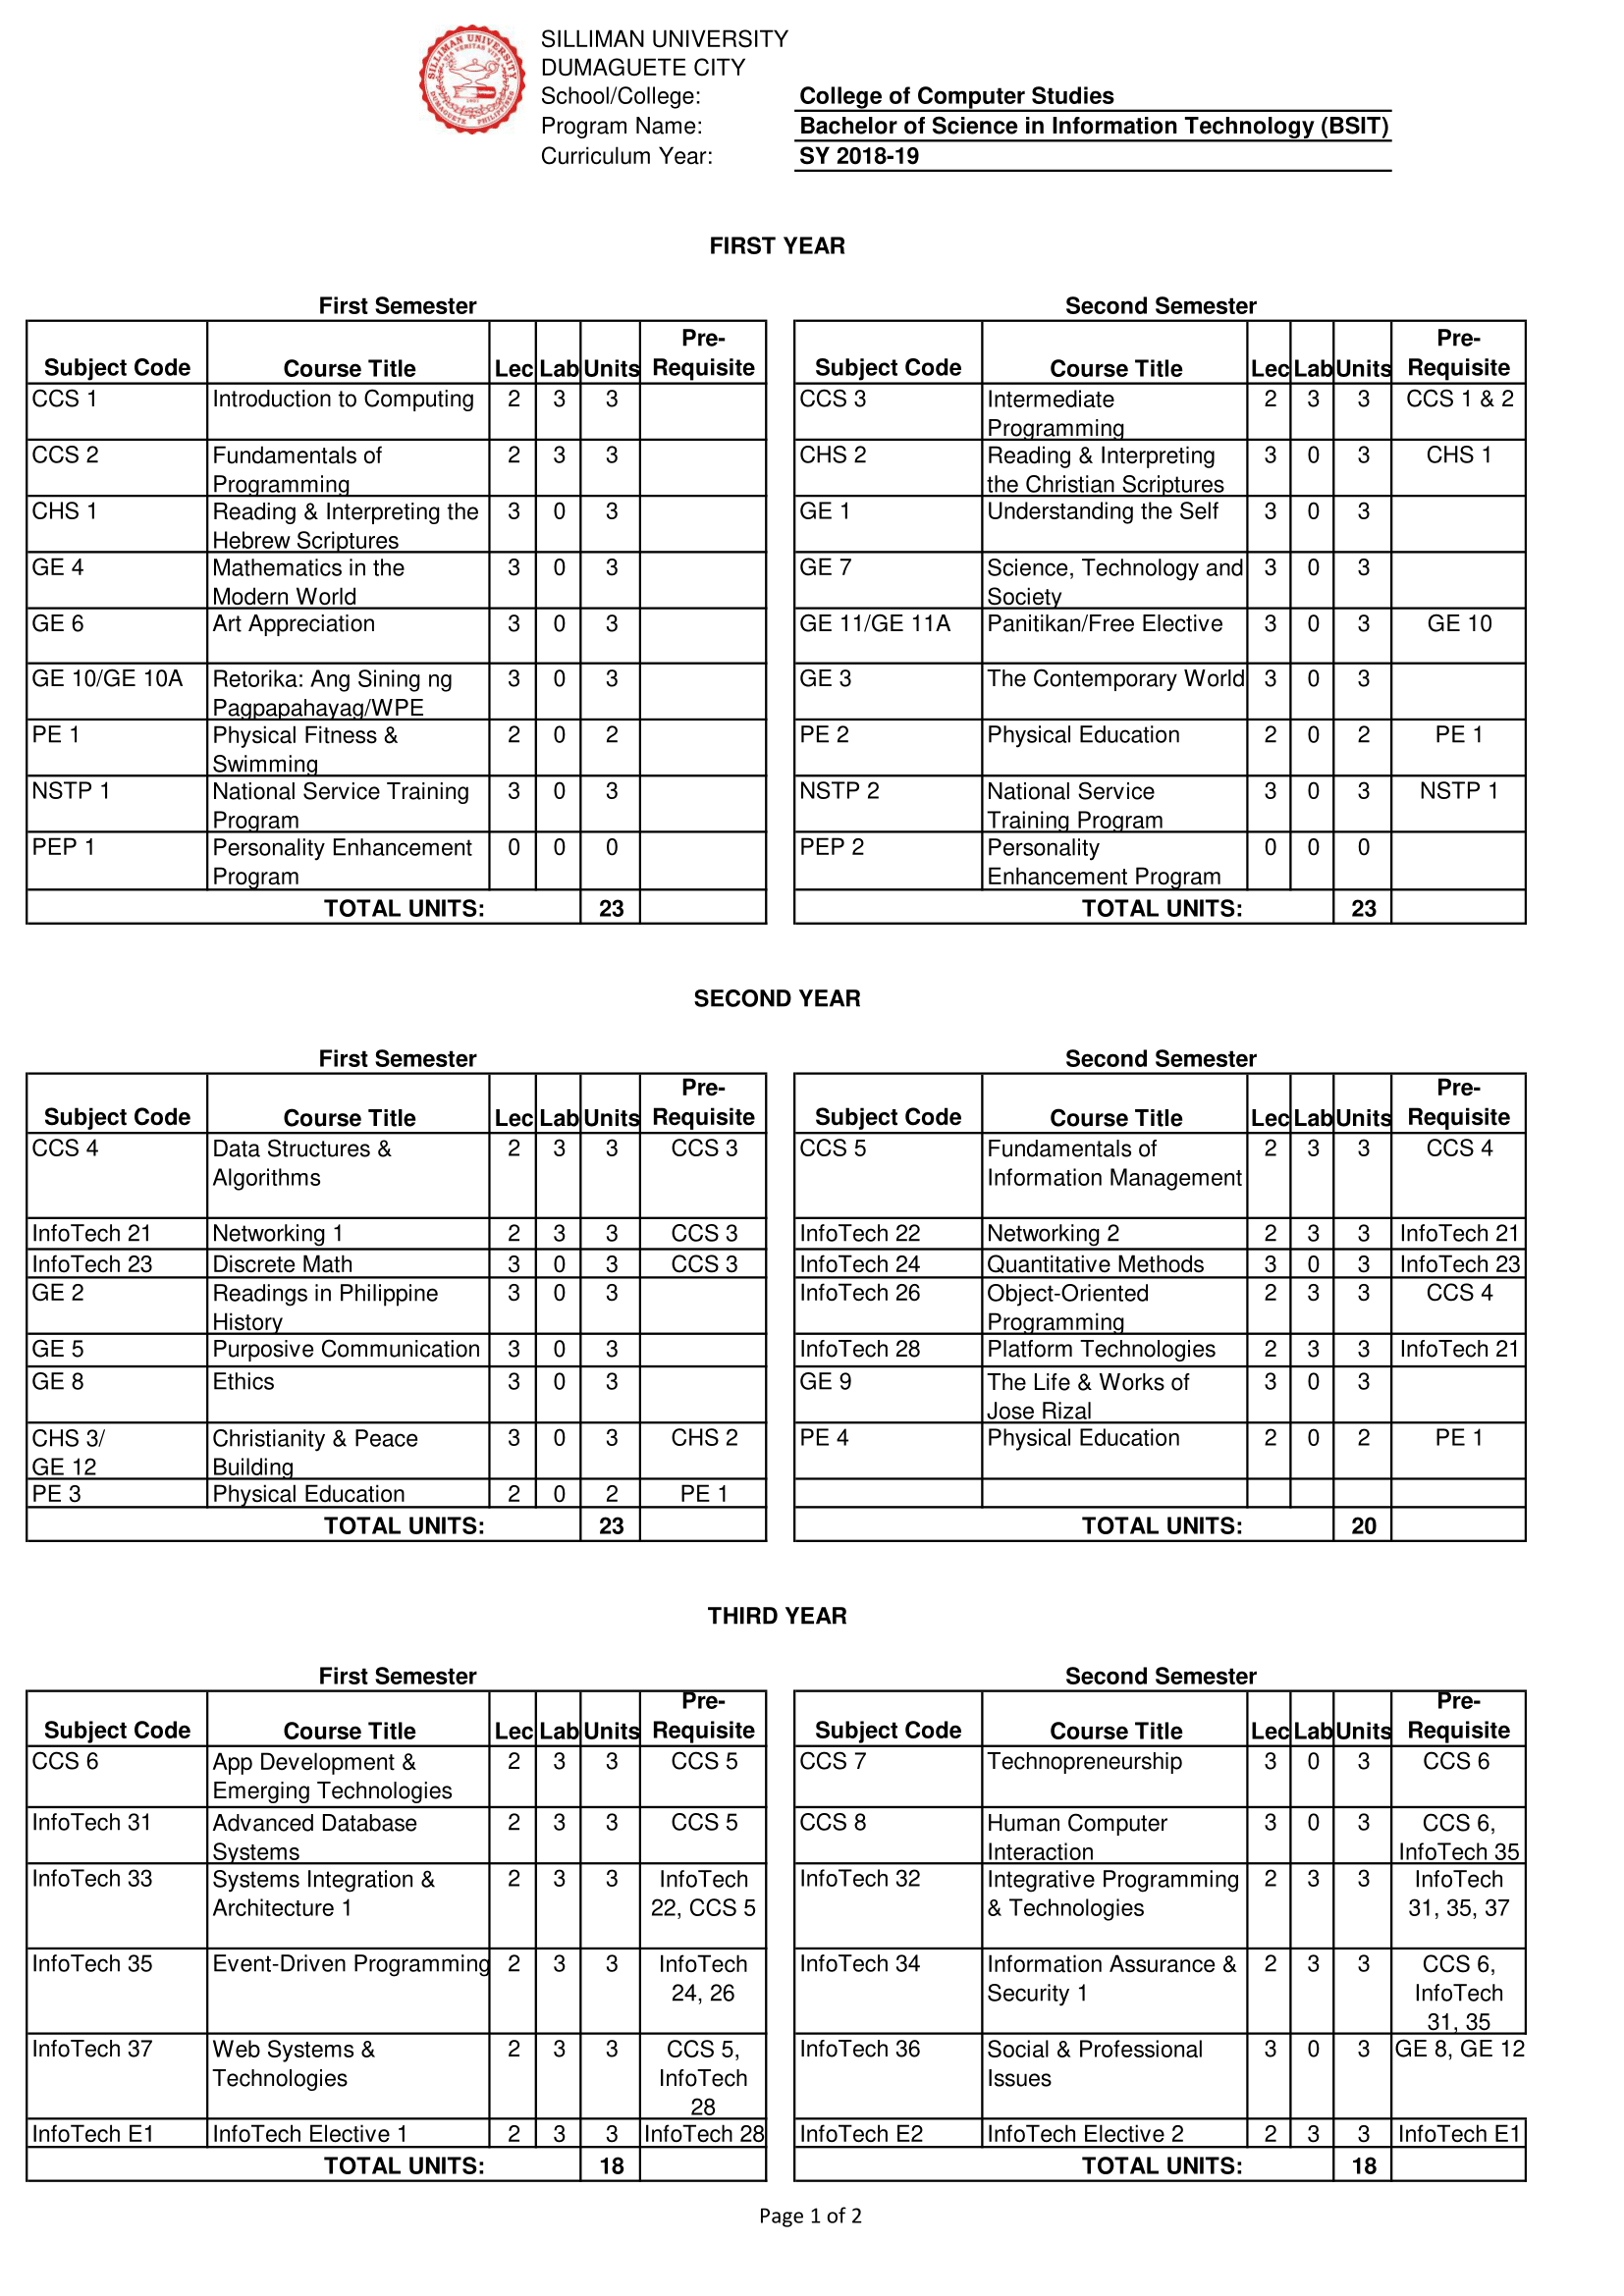 SILLIMAN UNIVERSITY
DUMAGUETE CITY
School/College: College of Computer Studies
Program Name: Bachelor of Science in Information Technology (BSIT)
Curriculum Year: SY 2018-19
FIRST YEAR
First Semester
Subject Code Course Title Lec Lab Units Pre-Requisite
CCS 1 Introduction to Computing 2 3 3
CCS 2 Fundamentals of Programming 2 3 3
CHS 1 Reading & Interpreting the Hebrew Scriptures 3 0 3
GE 4 Mathematics in the Modern World 3 0 3
GE 6 Art Appreciation 3 0 3
GE 10/GE 10A Retorika: Ang Sining ng Pagpapahayag/WPE 3 0 3
PE 1 Physical Fitness & Swimming 2 0 2
NSTP 1 National Service Training Program 3 0 3
PEP 1 Personality Enhancement Program 0 0 0
TOTAL UNITS: 23
Second Semester
Subject Code Course Title Lec Lab Units Pre-Requisite
CCS 3 Intermediate Programming 2 3 3 CCS 1 & 2
CHS 2 Reading & Interpreting the Christian Scriptures 3 0 3 CHS 1
GE 1 Understanding the Self 3 0 3
GE 7 Science, Technology and Society 3 0 3
GE 11/GE 11A Panitikan/Free Elective 3 0 3 GE 10
GE 3 The Contemporary World 3 0 3
PE 2 Physical Education 2 0 2 PE 1
NSTP 2 National Service Training Program 3 0 3 NSTP 1
PEP 2 Personality Enhancement Program 0 0 0
TOTAL UNITS: 23
SECOND YEAR
First Semester
Subject Code Course Title Lec Lab Units Pre-Requisite
CCS 4 Data Structures & Algorithms 2 3 3 CCS 3
InfoTech 21 Networking 1 2 3 3 CCS 3
InfoTech 23 Discrete Math 3 0 3 CCS 3
GE 2 Readings in Philippine History 3 0 3
GE 5 Purposive Communication 3 0 3
GE 8 Ethics 3 0 3
CHS 3/ GE 12 Christianity & Peace Building 3 0 3 CHS 2
PE 3 Physical Education 2 0 2 PE 1
TOTAL UNITS: 23
Second Semester
Subject Code Course Title Lec Lab Units Pre-Requisite
CCS 5 Fundamentals of Information Management 2 3 3 CCS 4
InfoTech 22 Networking 2 2 3 3 InfoTech 21
InfoTech 24 Quantitative Methods 3 0 3 InfoTech 23
InfoTech 26 Object-Oriented Programming 2 3 3 CCS 4
InfoTech 28 Platform Technologies 2 3 3 InfoTech 21
GE 9 The Life & Works of Jose Rizal 3 0 3
PE 4 Physical Education 2 0 2 PE 1
TOTAL UNITS: 20
THIRD YEAR
First Semester
Subject Code Course Title Lec Lab Units Pre-Requisite
CCS 6 App Development & Emerging Technologies 2 3 3 CCS 5
InfoTech 31 Advanced Database Systems 2 3 3 CCS 5
InfoTech 33 Systems Integration & Architecture 1 2 3 3 InfoTech 22, CCS 5
InfoTech 35 Event-Driven Programming 2 3 3 InfoTech 24, 26
InfoTech 37 Web Systems & Technologies 2 3 3 CCS 5, InfoTech 28
InfoTech E1 InfoTech Elective 1 2 3 3 InfoTech 28
TOTAL UNITS: 18
Second Semester
Subject Code Course Title Lec Lab Units Pre-Requisite
CCS 7 Technopreneurship 3 0 3 CCS 6
CCS 8 Human Computer Interaction 3 0 3 CCS 6, InfoTech 35
InfoTech 32 Integrative Programming & Technologies 2 3 3 InfoTech 31, 35, 37
InfoTech 34 Information Assurance & Security 1 2 3 3 CCS 6, InfoTech 31, 35
InfoTech 36 Social & Professional Issues 3 0 3 GE 8, GE 12
InfoTech E2 InfoTech Elective 2 2 3 3 InfoTech E1
TOTAL UNITS: 18
Page 1 of 2